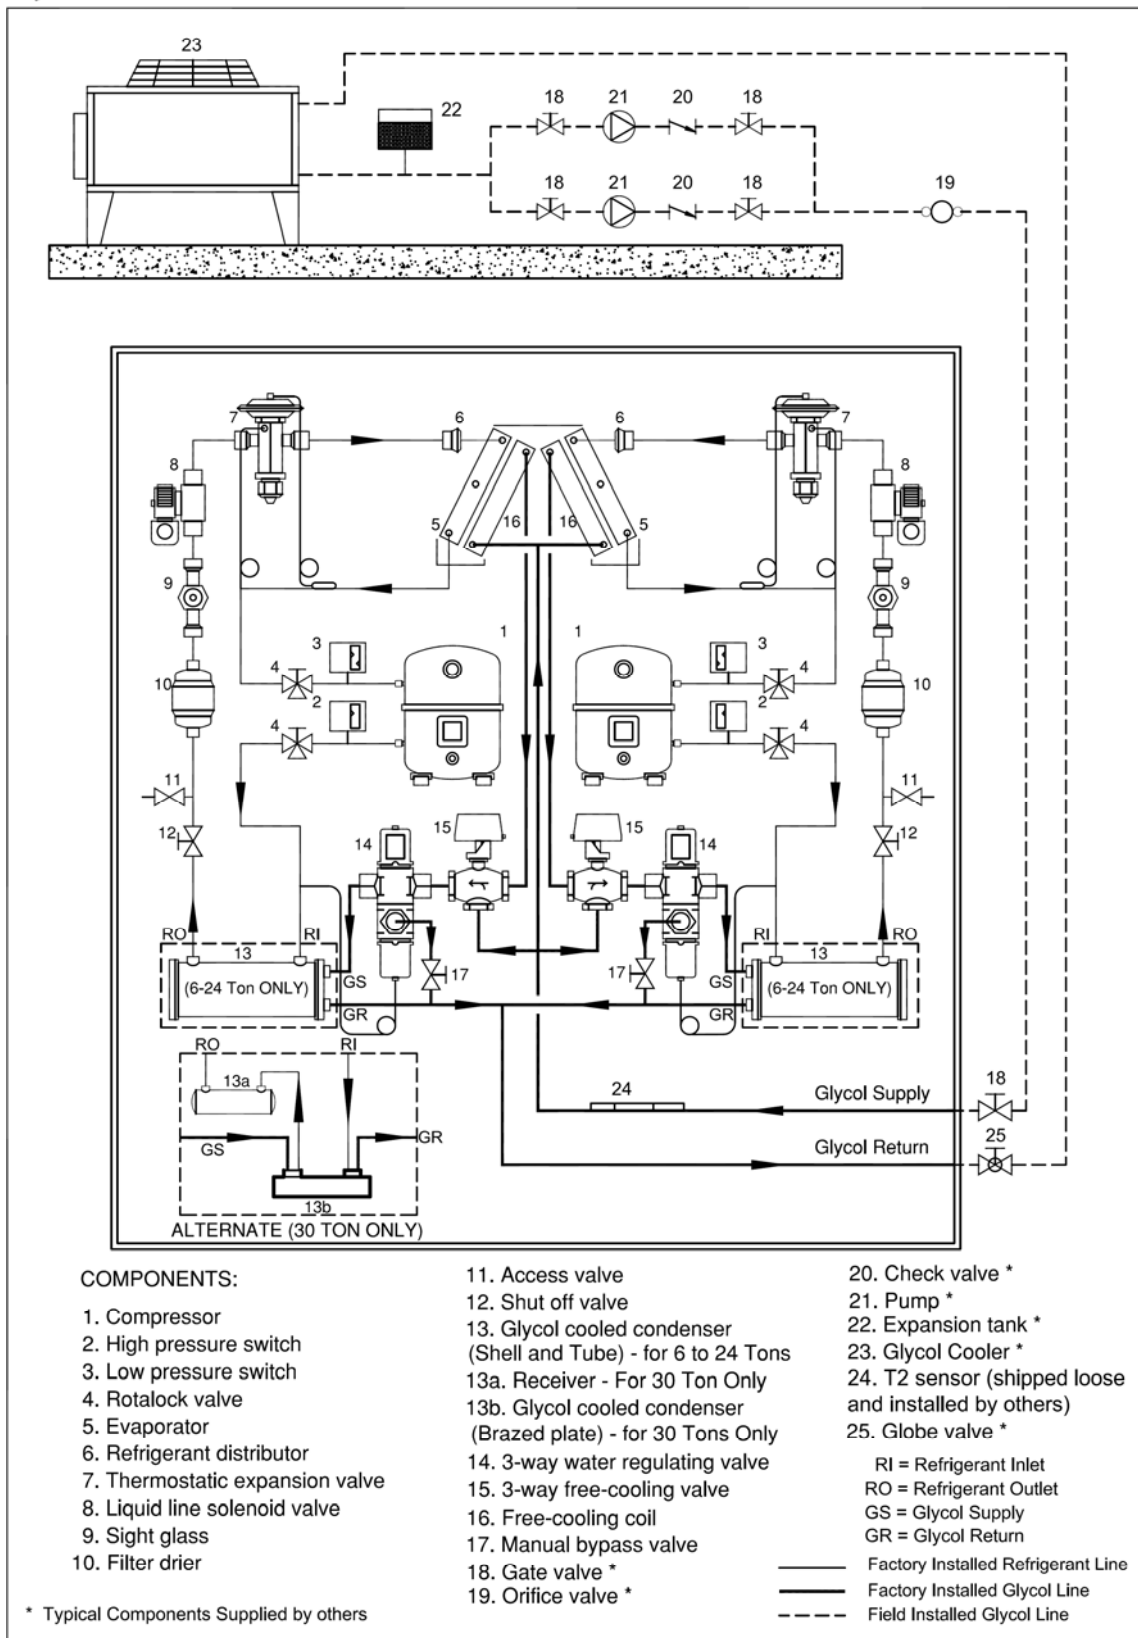 23
22
18
21
20
18
18
21
20
18
19
7
6
6
7
8
8
5
16
16
5
9
9
3
1
1
3
4
4
10
10
2
2
4
4
11
11
12
12
14
15
15
14
RO
RI
RI
RO
13
13
17
17
(6-24 Ton ONLY)
(6-24 Ton ONLY)
GS
GS
GR
GR
RO
RI
13a
GS
GR
13b
ALTERNATE (30 TON ONLY)
24
Glycol Supply
18
Glycol Return
25
COMPONENTS:
1. Compressor
2. High pressure switch
3. Low pressure switch
4. Rotalock valve
5. Evaporator
6. Refrigerant distributor
7. Thermostatic expansion valve
8. Liquid line solenoid valve
9. Sight glass
10. Filter drier
11. Access valve
12. Shut off valve
13. Glycol cooled condenser
(Shell and Tube) - for 6 to 24 Tons
13a. Receiver - For 30 Ton Only
13b. Glycol cooled condenser
(Brazed plate) - for 30 Tons Only
14. 3-way water regulating valve
15. 3-way free-cooling valve
16. Free-cooling coil
17. Manual bypass valve
18. Gate valve *
19. Orifice valve *
20. Check valve *
21. Pump *
22. Expansion tank *
23. Glycol Cooler *
24. T2 sensor (shipped loose
and installed by others)
25. Globe valve *
RI = Refrigerant Inlet
RO = Refrigerant Outlet
GS = Glycol Supply
GR = Glycol Return
Factory Installed Refrigerant Line
Factory Installed Glycol Line
Field Installed Glycol Line
* Typical Components Supplied by others